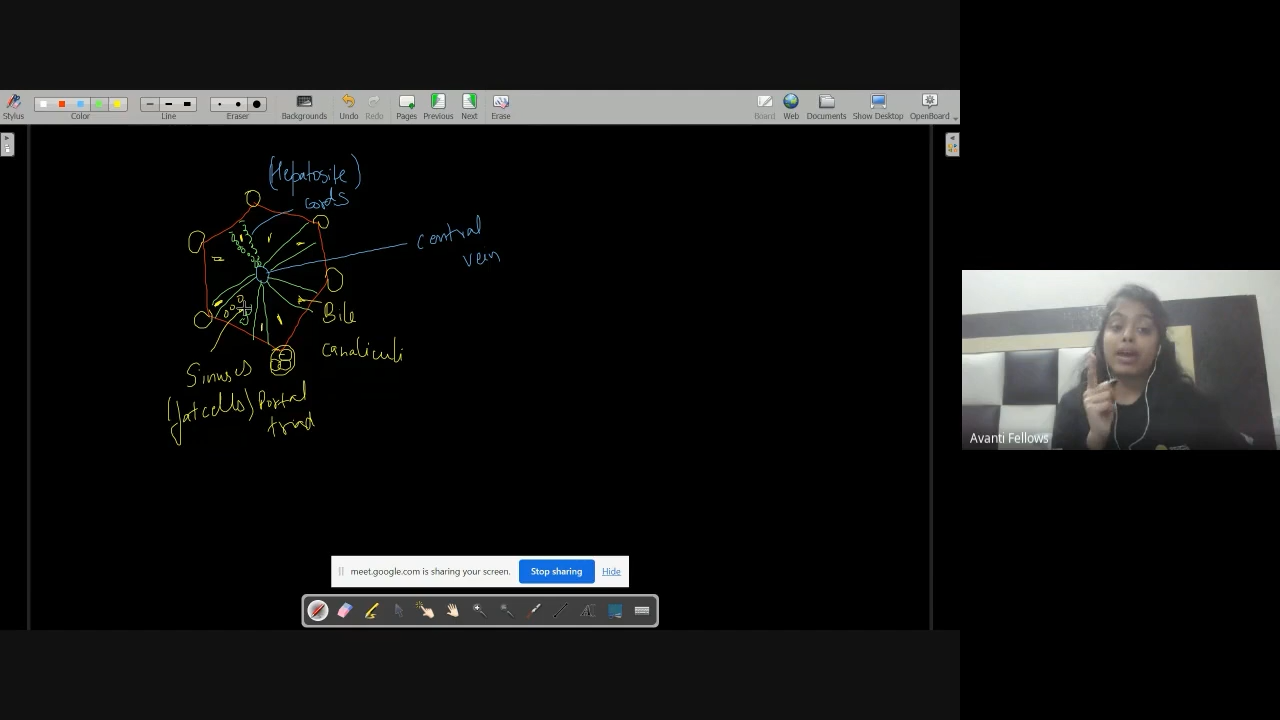 Stylus
Color
Line
Eraser
Backgrounds
Undo
Redo
Pages
Previous
Next
Erase
Board
Web
Documents
Show Desktop
OpenBoard
(Hepatosite)
cords
central
vein
Bile
canaliculi
Sinuses
(fat cells)
Portal
triad
Avanti Fellows
meet.google.com is sharing your screen.
Stop sharing
Hide